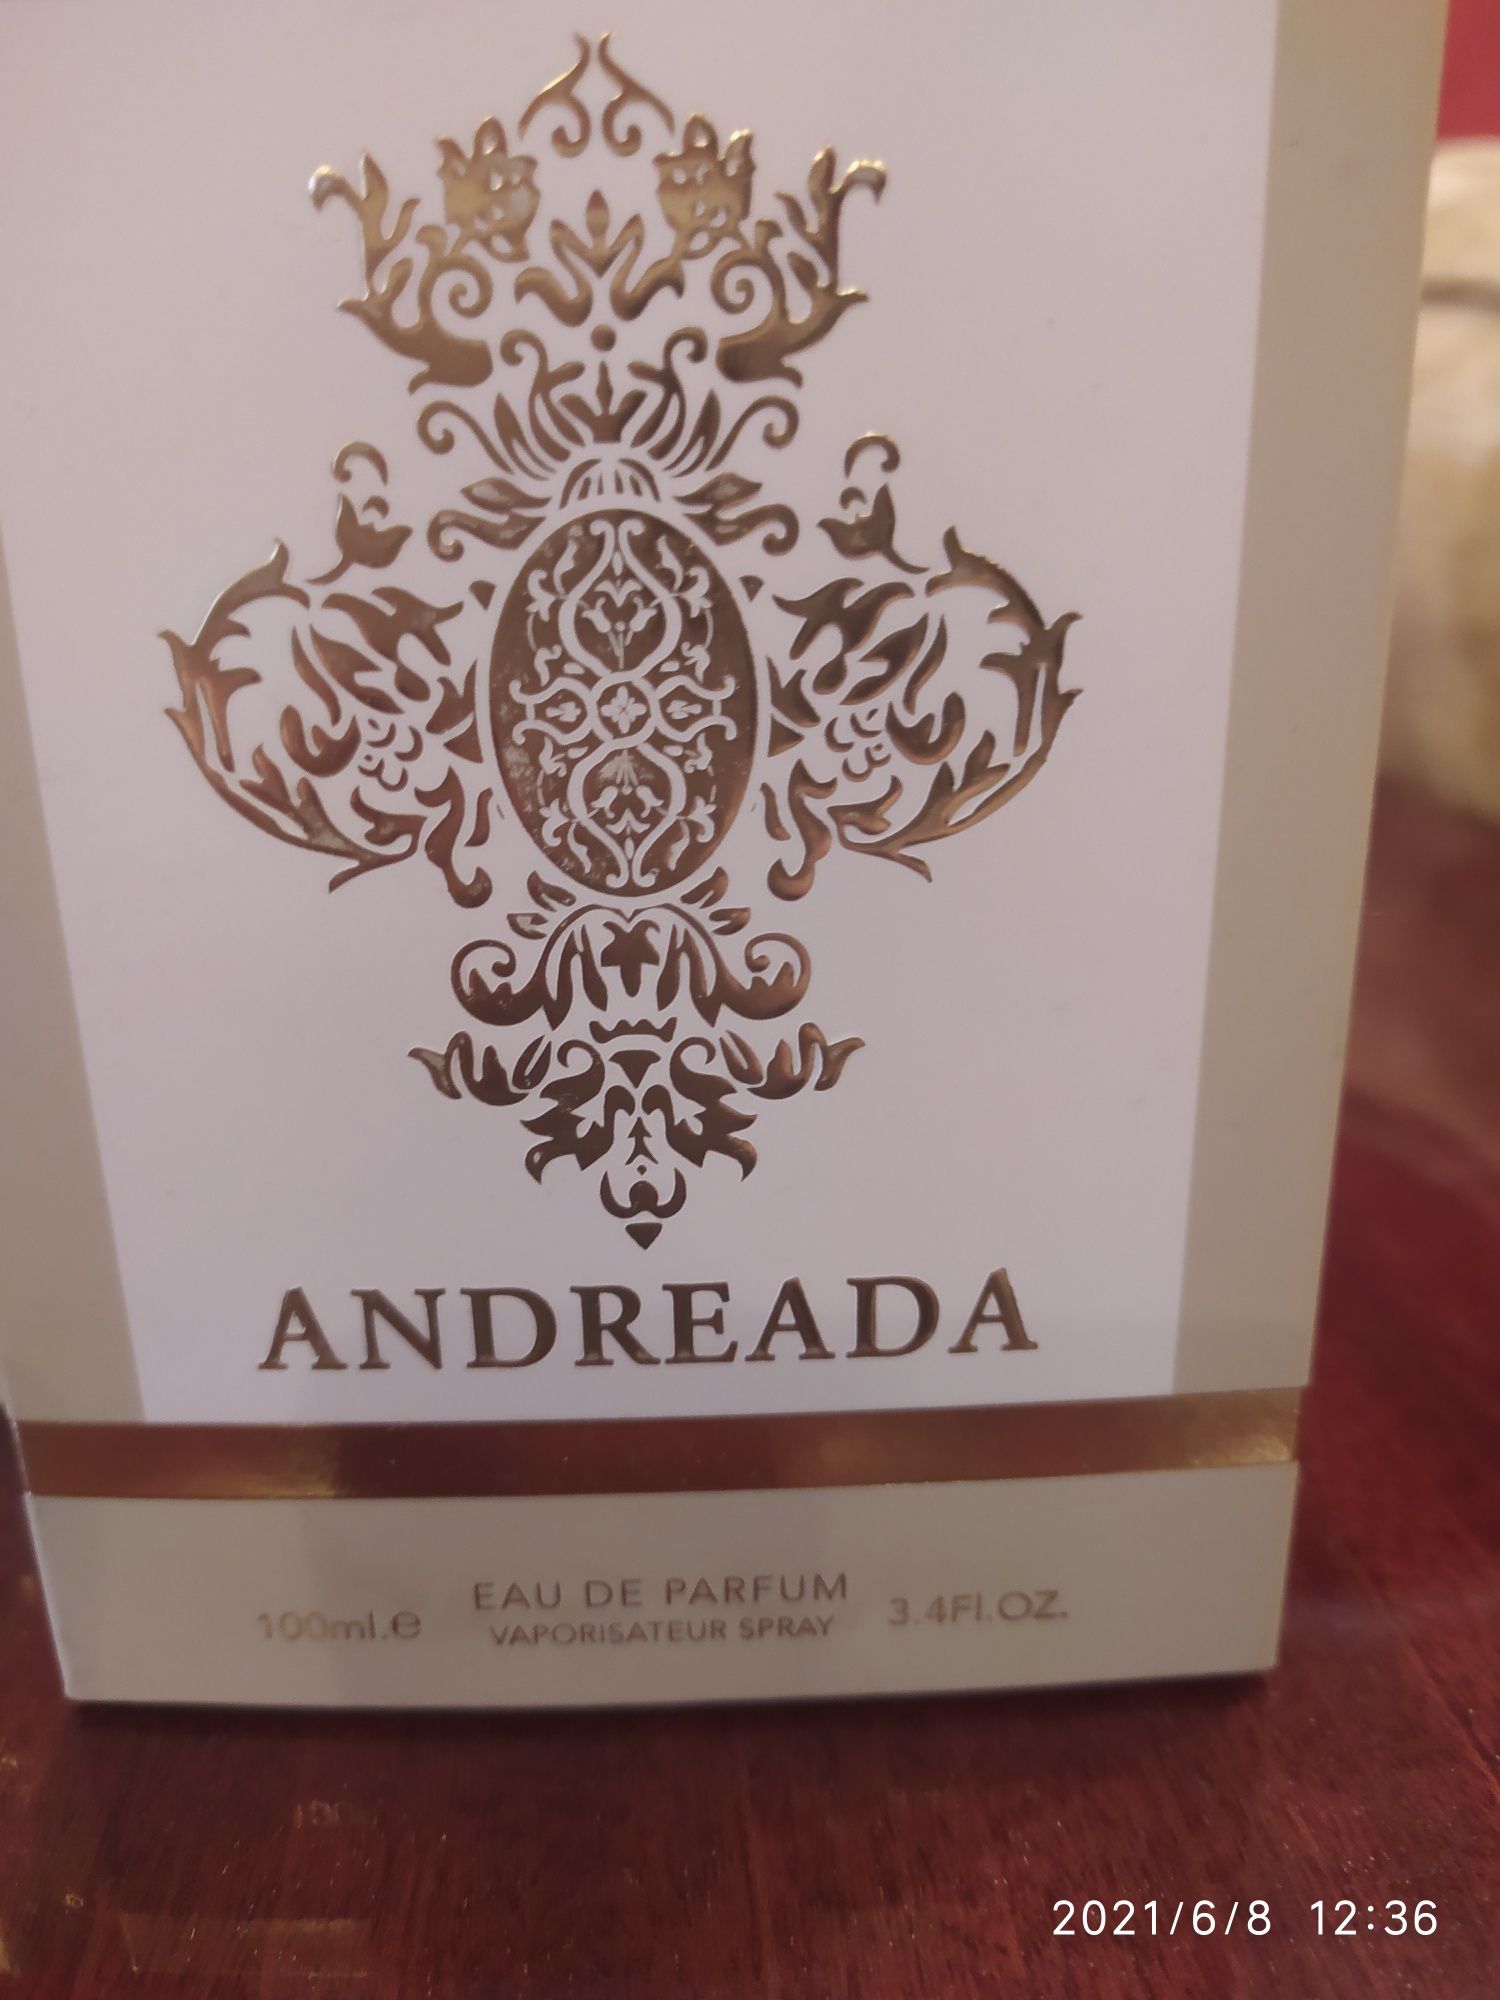 ANDREADA
EAU DE PARFUM
100ml.e VAPORISATEUR SPRAY 3.4Fl.OZ.
2021/6/8 12:36